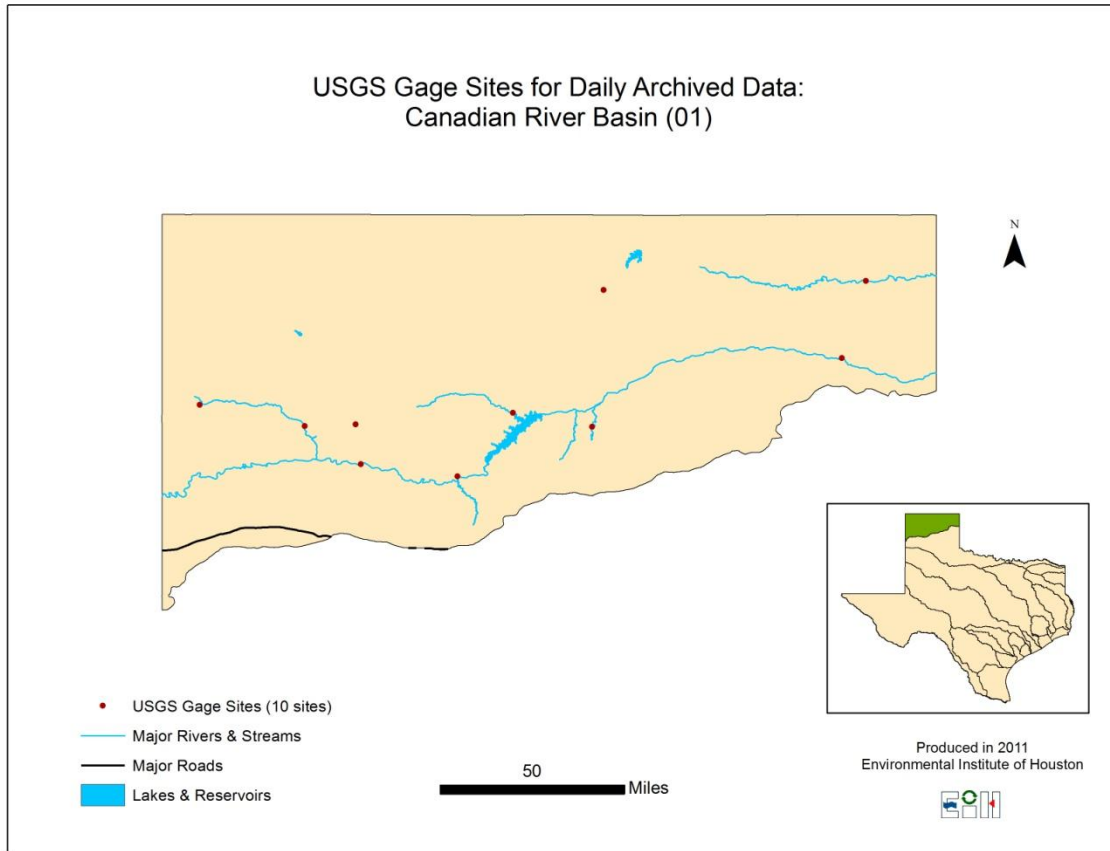 USGS Gage Sites for Daily Archived Data:
Canadian River Basin (01)
N
USGS Gage Sites (10 sites)
Major Rivers & Streams
Major Roads
Lakes & Reservoirs
50
Miles
Produced in 2011
Environmental Institute of Houston
EIH